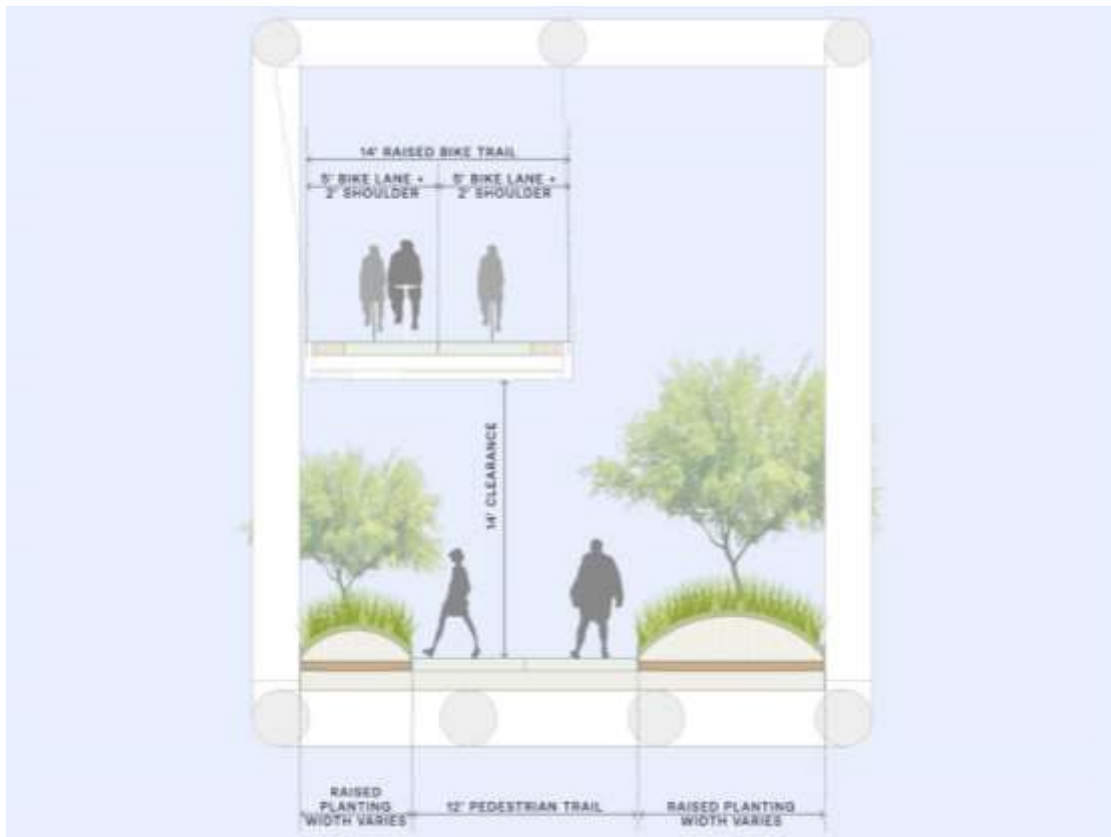 14' RAISED BIKE TRAIL
5' BIKE LANE +
2' SHOULDER
5' BIKE LANE +
2' SHOULDER
14' CLEARANCE
RAISED
PLANTING
WIDTH VARIES
12' PEDESTRIAN TRAIL
RAISED PLANTING
WIDTH VARIES